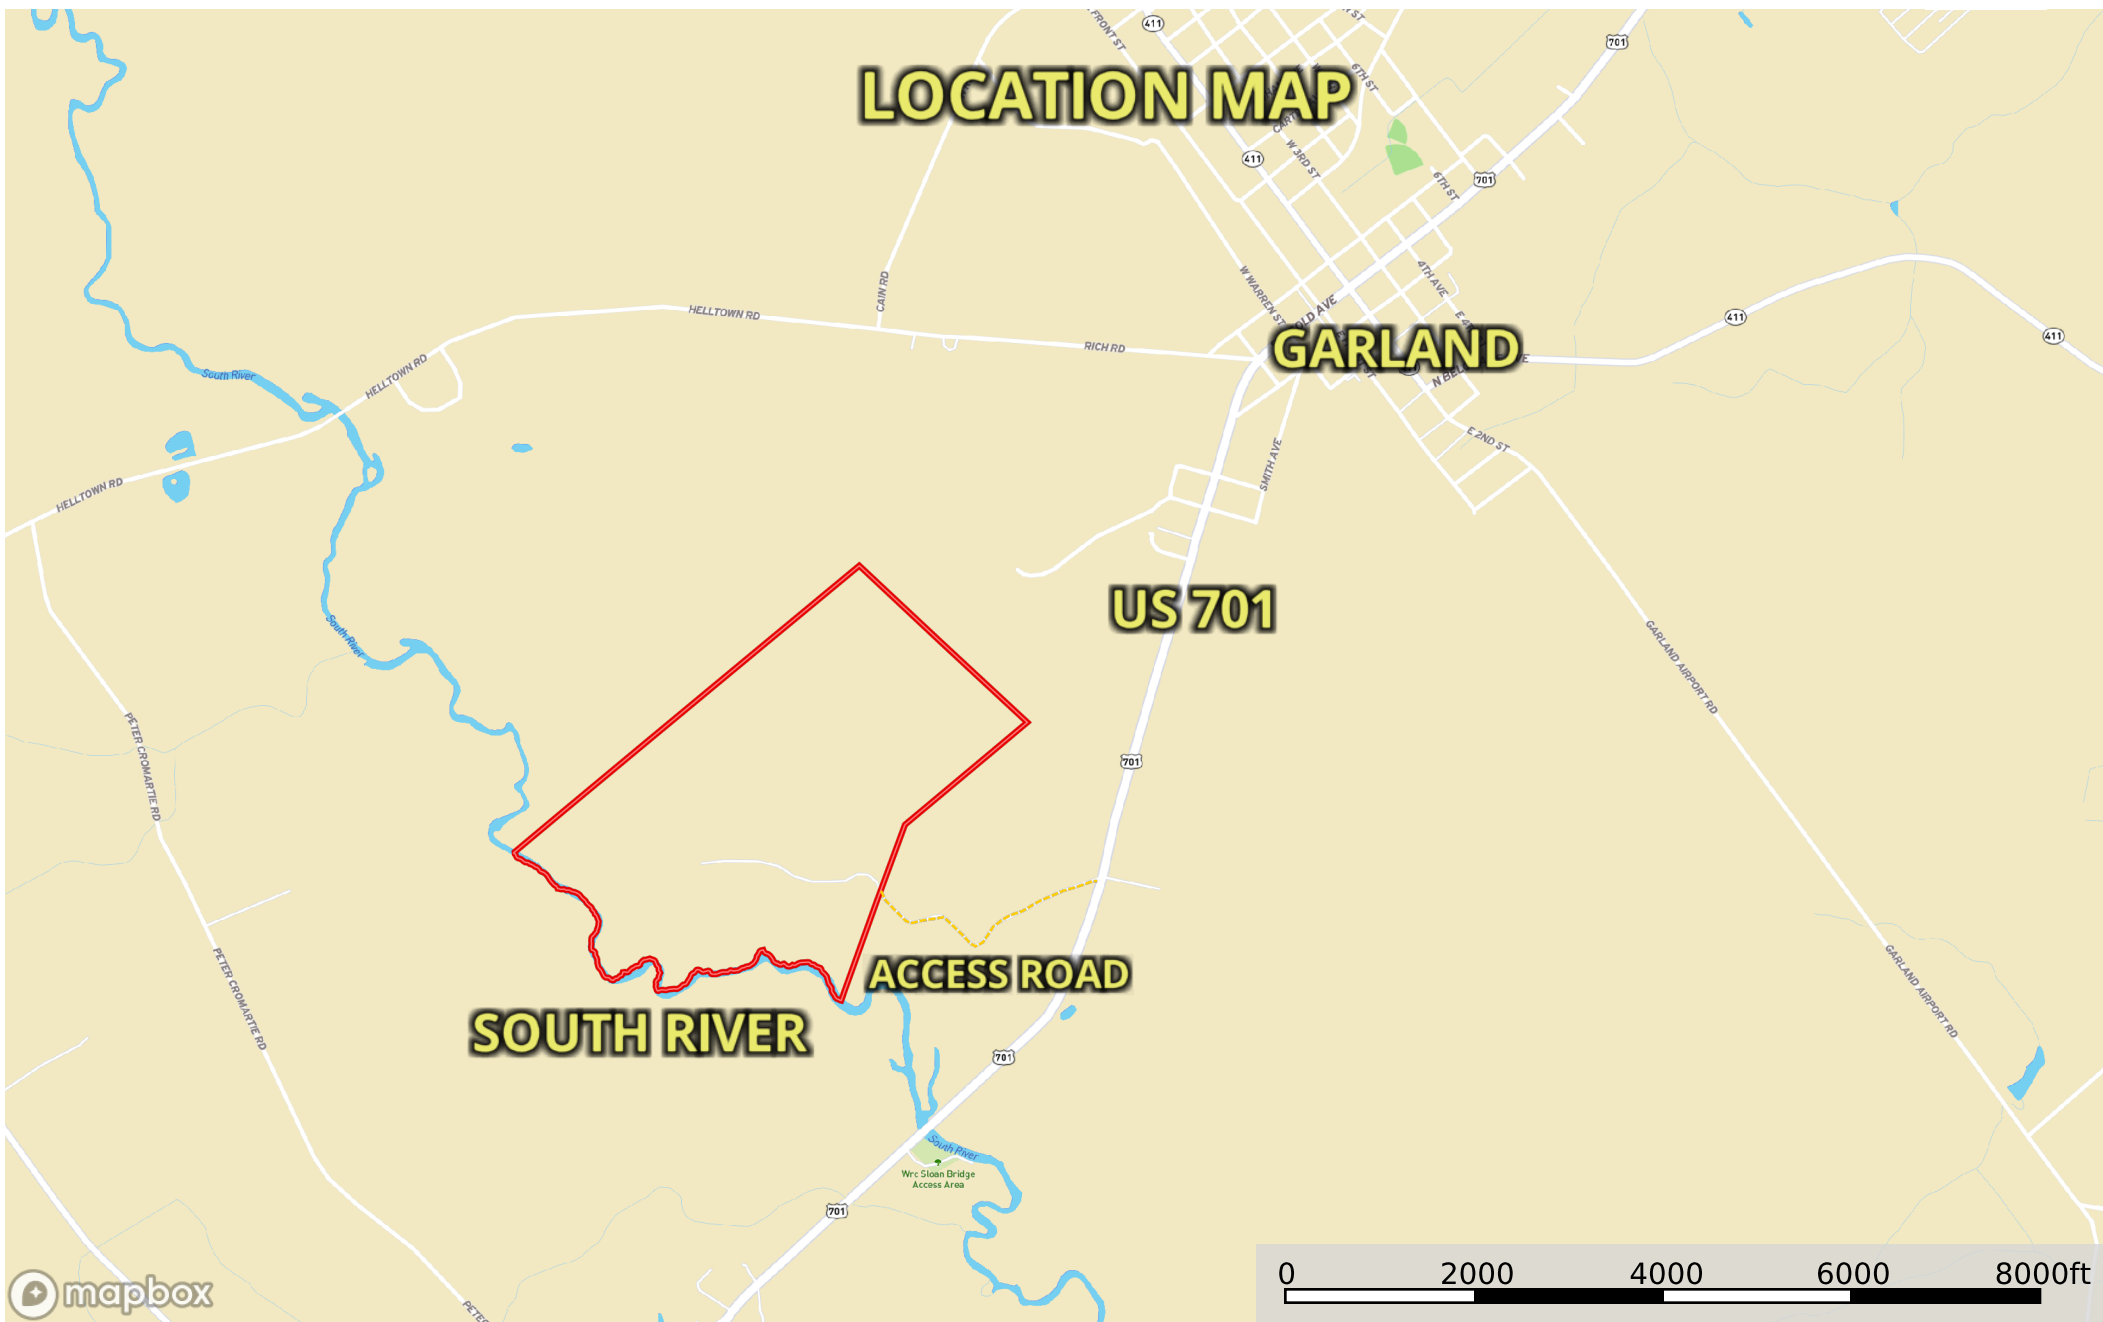 411
FRONT ST
701
LOCATION MAP
6TH ST
411
W 3RD ST
6TH ST
701
CAIN RD
W WARREN ST
4TH AVE
HELLTOWN RD
RICH RD
411
411
GARLAND
HELLTOWN RD
South River
E 2ND ST
SMITH AVE
HELLTOWN RD
US 701
South River
GARLAND AIRPORT RD
PETER CROMARTIE RD
701
ACCESS ROAD
SOUTH RIVER
PETER CROMARTIE RD
GARLAND AIRPORT RD
701
South River
Wrc Sloan Bridge
Access Area
701
mapbox
0 2000 4000 6000 8000ft